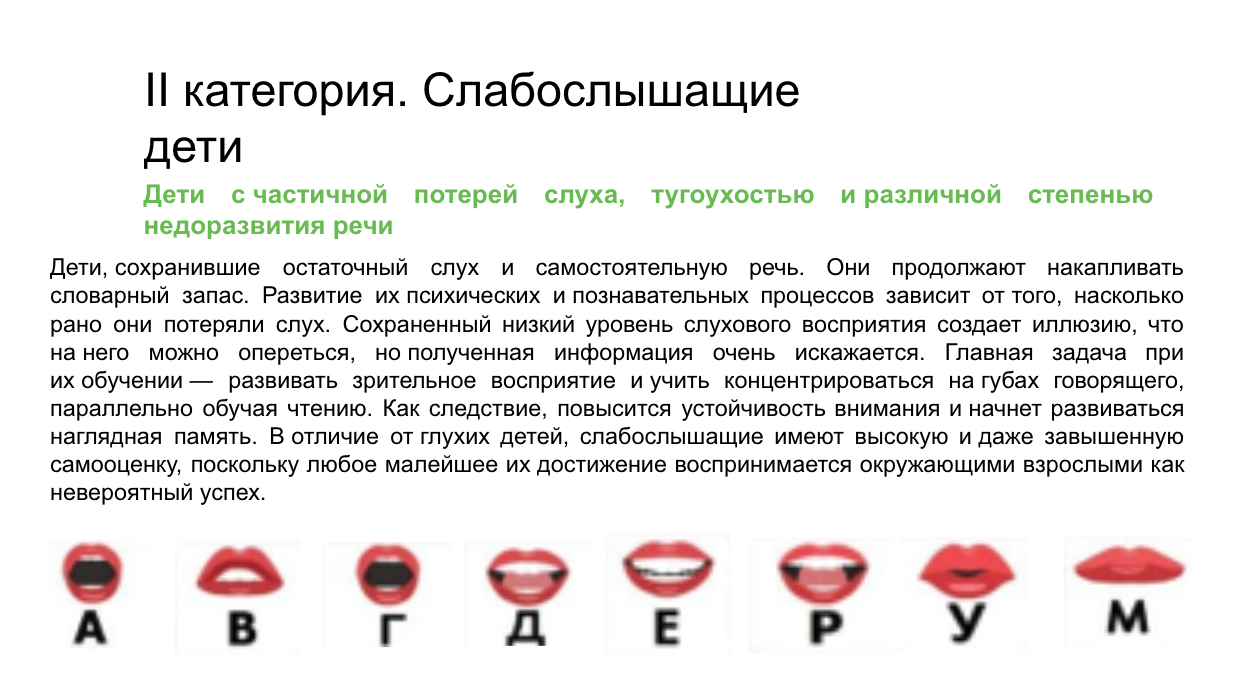 II категория. Слабослышащие
дети
Дети с частичной потерей слуха, тугоухостью и различной степенью
недоразвития речи
Дети, сохранившие остаточный слух и самостоятельную речь. Они продолжают накапливать
словарный запас. Развитие их психических и познавательных процессов зависит от того, насколько
рано они потеряли слух. Сохраненный низкий уровень слухового восприятия создает иллюзию, что
на него можно опереться, но полученная информация очень искажается. Главная задача при
их обучении — развивать зрительное восприятие и учить концентрироваться на губах говорящего,
параллельно обучая чтению. Как следствие, повысится устойчивость внимания и начнет развиваться
наглядная память. В отличие от глухих детей, слабослышащие имеют высокую и даже завышенную
самооценку, поскольку любое малейшее их достижение воспринимается окружающими взрослыми как
невероятный успех.
А В Г Д Е Р У М